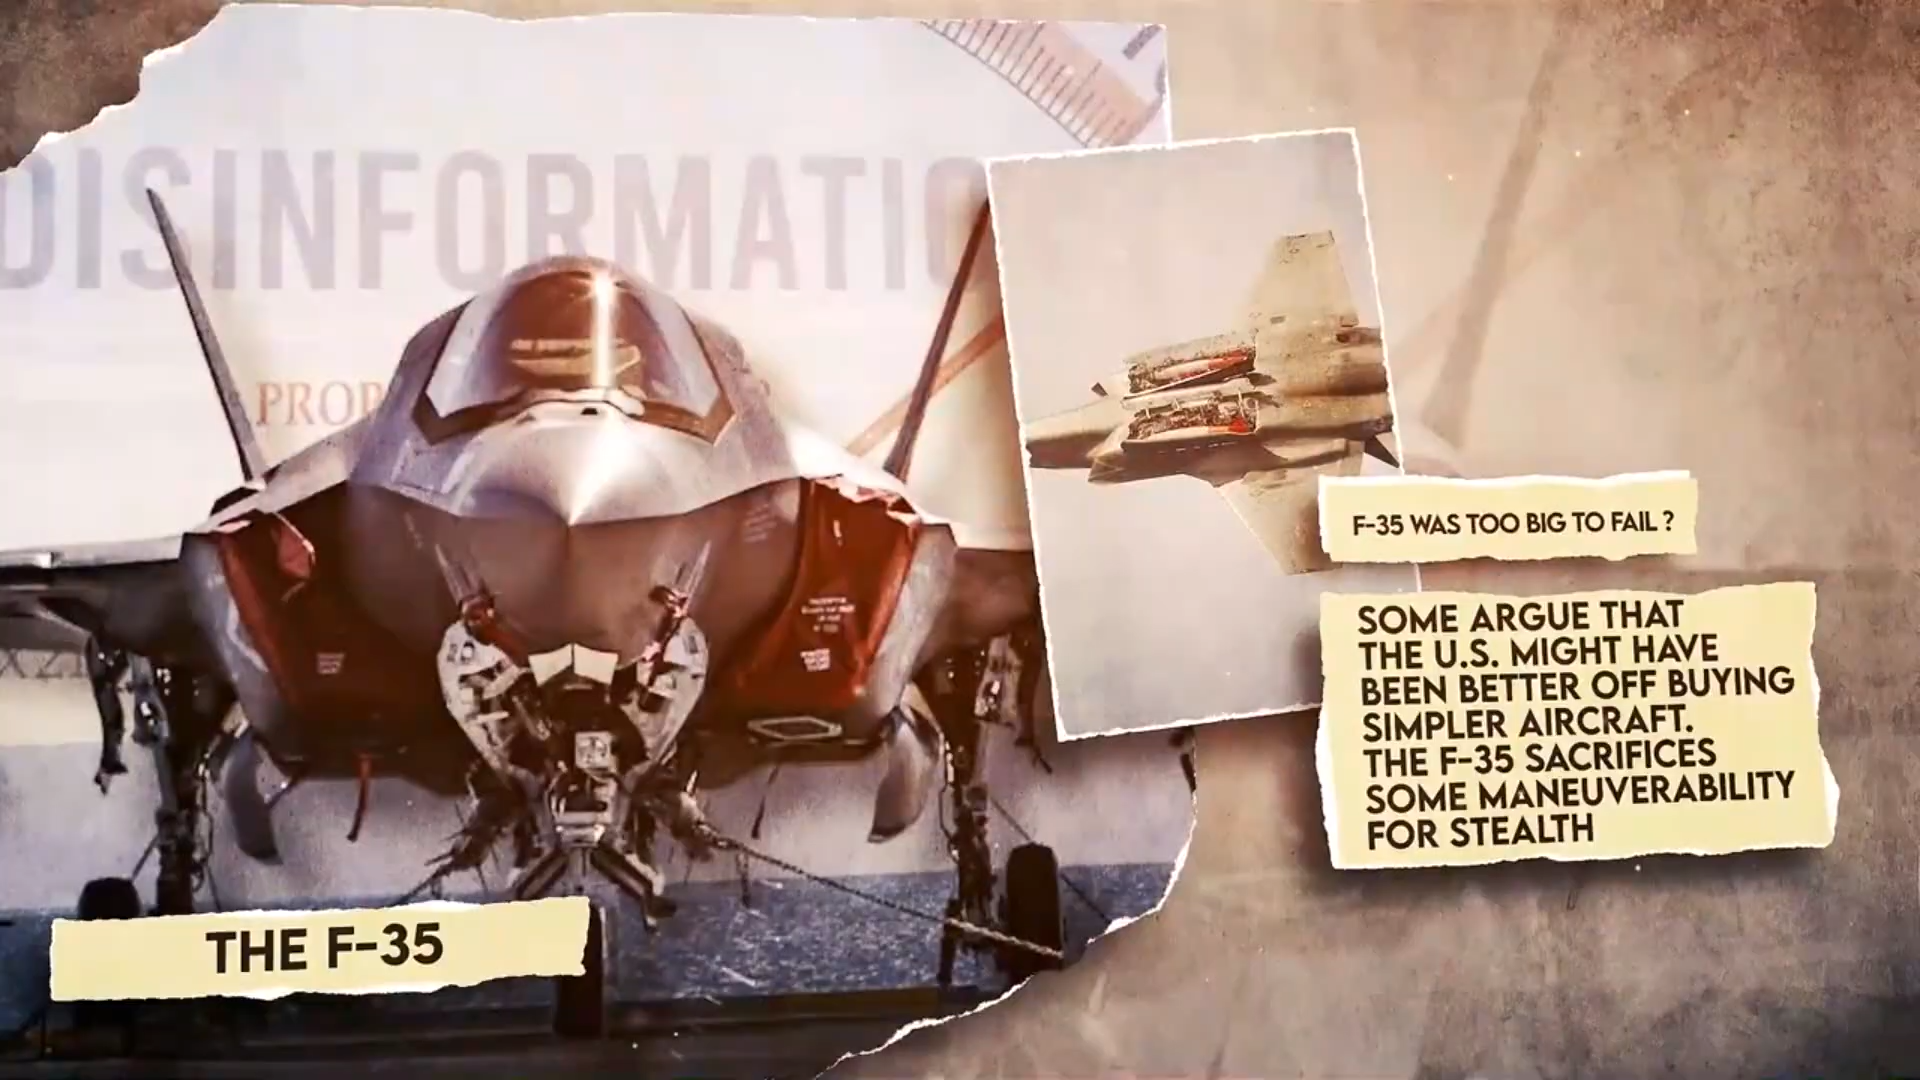 DISINFORMATIO
PROP
F-35 WAS TOO BIG TO FAIL ?
SOME ARGUE THAT
THE U.S. MIGHT HAVE
BEEN BETTER OFF BUYING
SIMPLER AIRCRAFT.
THE F-35 SACRIFICES
SOME MANEUVERABILITY
FOR STEALTH
THE F-35